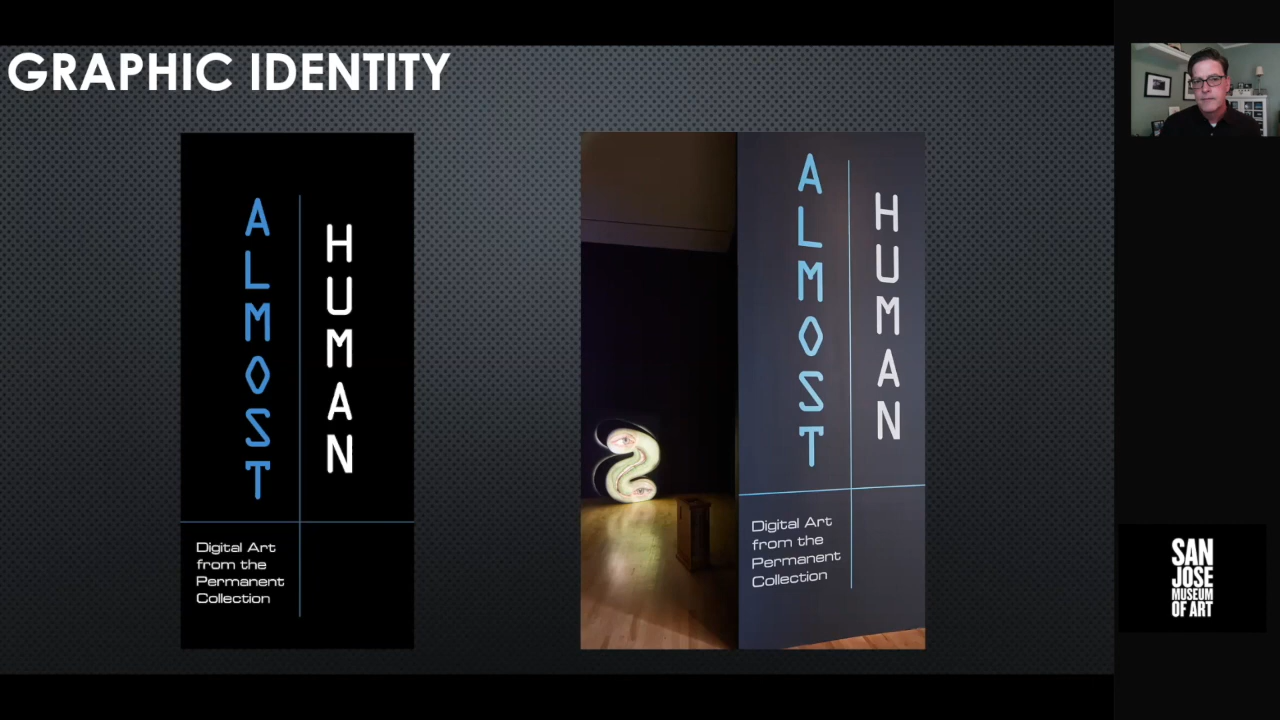 GRAPHIC IDENTITY
ALMOST
HUMAN
Digital Art
from the
Permanent
Collection
ALMOST
HUMAN
Digital Art
from the
Permanent
Collection
SAN
JOSE
MUSEUM
OF ART